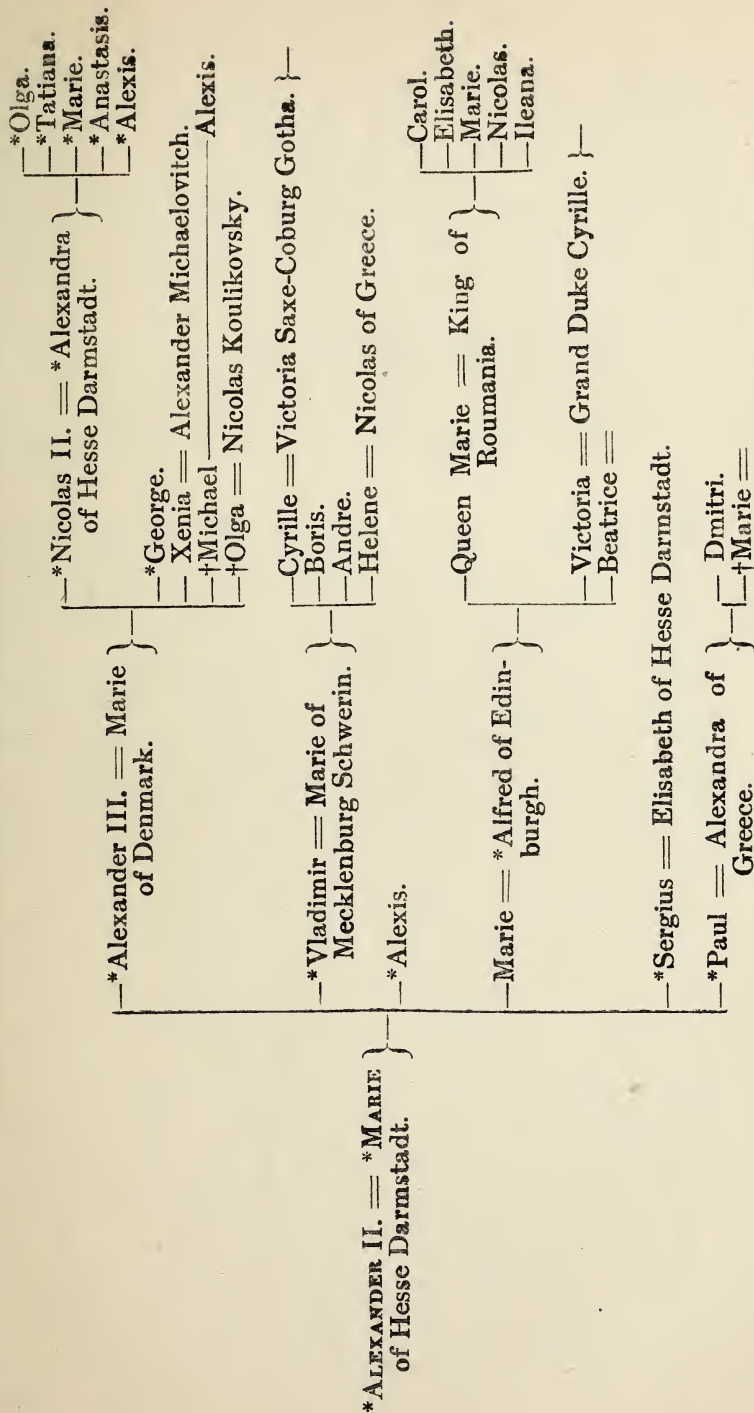 *ALEXANDER II. = *MARIE
of Hesse Darmstadt.
—*Alexander III. = Marie
of Denmark.
—*Nicolas II. = *Alexandra
of Hesse Darmstadt.
—*Olga.
—*Tatiana.
—*Marie.
—*Anastasis.
—*Alexis.
—*George.
—Xenia = Alexander Michaelovitch.
—†Michael ——— Alexis.
—†Olga = Nicolas Koulikovsky.
—*Vladimir = Marie of
Mecklenburg Schwerin.
—Cyrille = Victoria Saxe-Coburg Gotha. }—
—Boris.
—Andre.
—Helene = Nicolas of Greece.
—*Alexis.
—Marie = *Alfred of Edin-
burgh.
—Queen Marie = King of
Roumania.
—Carol.
—Elisabeth.
—Marie.
—Nicolas.
—Ileana.
—Victoria = Grand Duke Cyrille. }—
—Beatrice =
—*Sergius = Elisabeth of Hesse Darmstadt.
—*Paul = Alexandra of
Greece.
— Dmitri.
—†Marie =